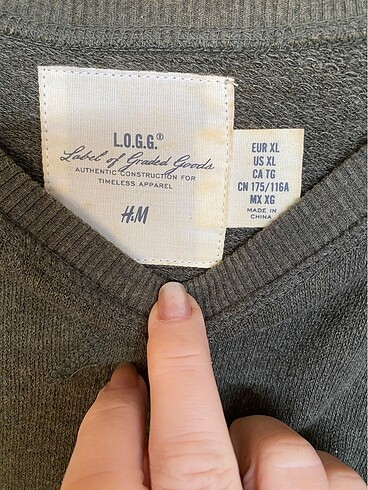 L.O.G.G.®
Label of Graded Goods
AUTHENTIC CONSTRUCTION FOR
TIMELESS APPAREL
H&M
EUR XL
US XL
CA TG
CN 175/116A
MX XG
MADE IN
CHINA